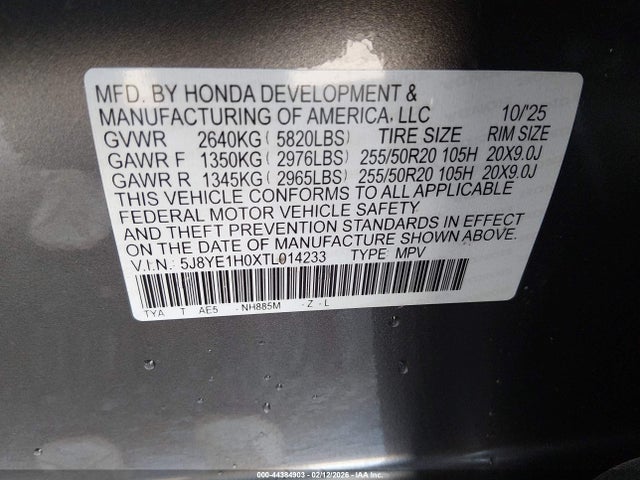 MFD. BY HONDA DEVELOPMENT &
MANUFACTURING OF AMERICA, LLC 10/'25
GVWR 2640KG ( 5820LBS) TIRE SIZE RIM SIZE
GAWR F 1350KG ( 2976LBS) 255/50R20 105H 20X9.0J
GAWR R 1345KG ( 2965LBS) 255/50R20 105H 20X9.0J
THIS VEHICLE CONFORMS TO ALL APPLICABLE
FEDERAL MOTOR VEHICLE SAFETY
AND THEFT PREVENTION STANDARDS IN EFFECT
ON THE DATE OF MANUFACTURE SHOWN ABOVE.
V.I.N.: 5J8YE1H0XTL014233 TYPE: MPV
TYA T AE5 - NH885M - Z - L
000-44384903 - 02/12/2026 - IAA Inc.